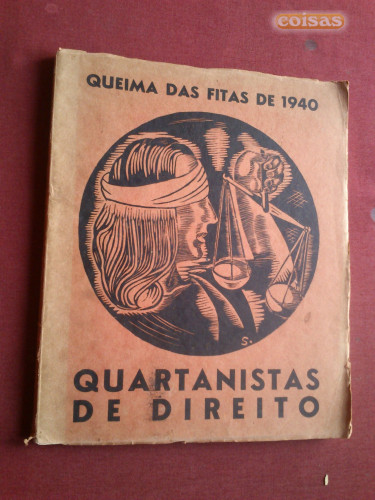 coisas
QUEIMA DAS FITAS DE 1940
S.
QUARTANISTAS
DE DIREITO